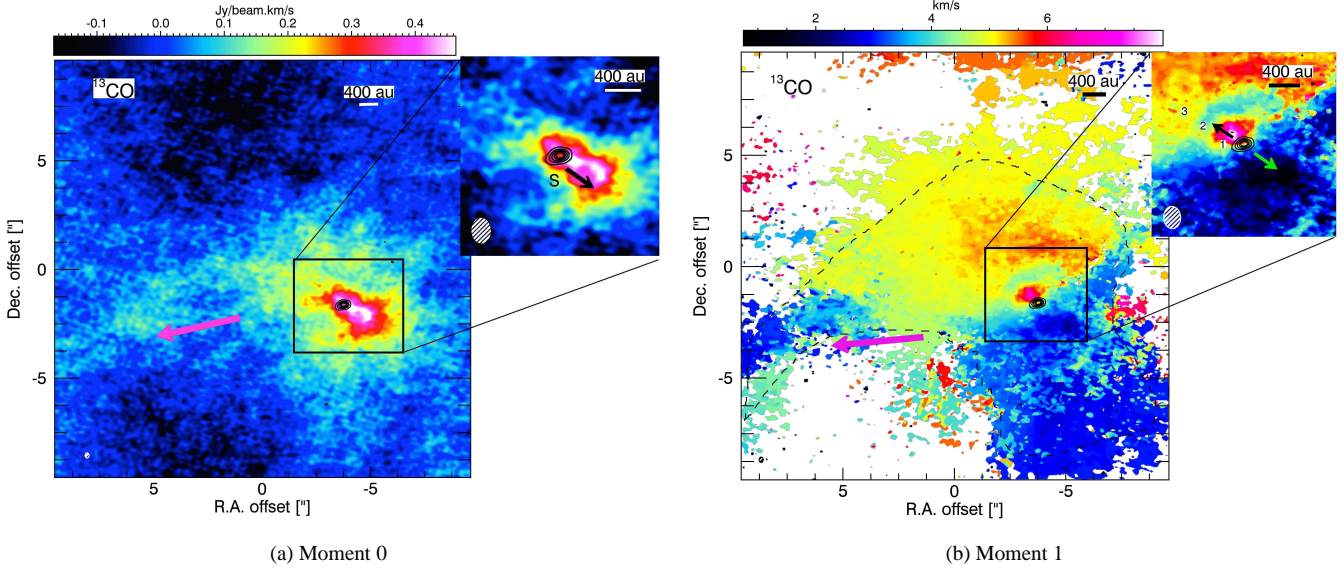 Jy/beam.km/s
-0.1 0.0 0.1 0.2 0.3 0.4
13CO
400 au
400 au
S
Dec. offset ["]
5
0
-5
5 0 -5
R.A. offset ["]
(a) Moment 0
km/s
2 4 6
13CO
400 au
400 au
3
2
1
Dec. offset ["]
5
0
-5
5 0 -5
R.A. offset ["]
(b) Moment 1